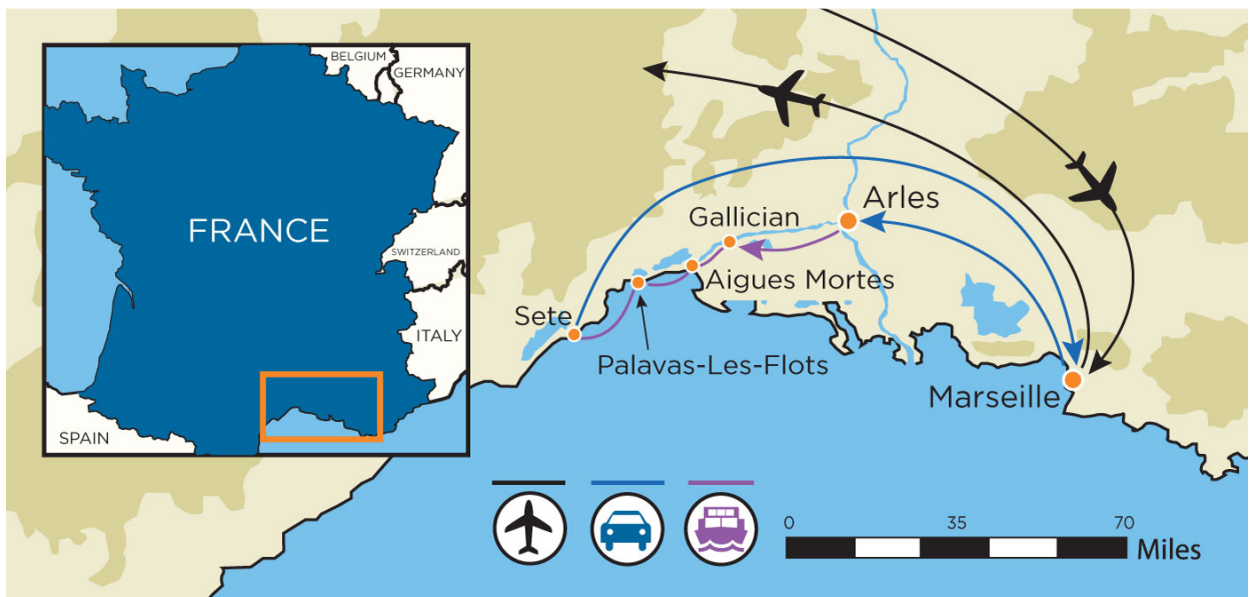 BELGIUM
GERMANY
FRANCE
SWITZERLAND
ITALY
SPAIN
Arles
Gallician
Aigues Mortes
Sete
Palavas-Les-Flots
Marseille
0 35 70
Miles